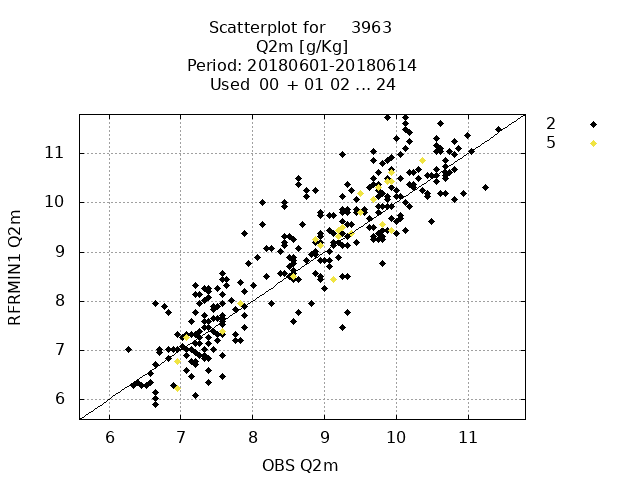 Scatterplot for 3963
Q2m [g/Kg]
Period: 20180601-20180614
Used 00 + 01 02 ... 24
2
5
11
10
9
8
7
6
RFRMIN1 Q2m
6 7 8 9 10 11
OBS Q2m